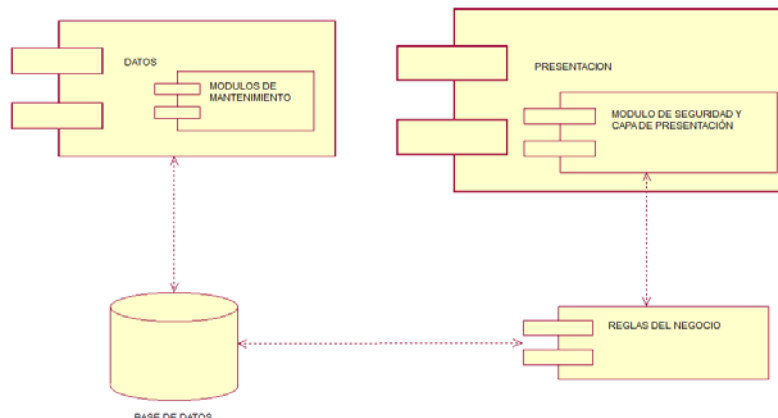 DATOS
MODULOS DE
MANTENIMIENTO
PRESENTACION
MODULO DE SEGURIDAD Y
CAPA DE PRESENTACIÓN
REGLAS DEL NEGOCIO
BASE DE DATOS